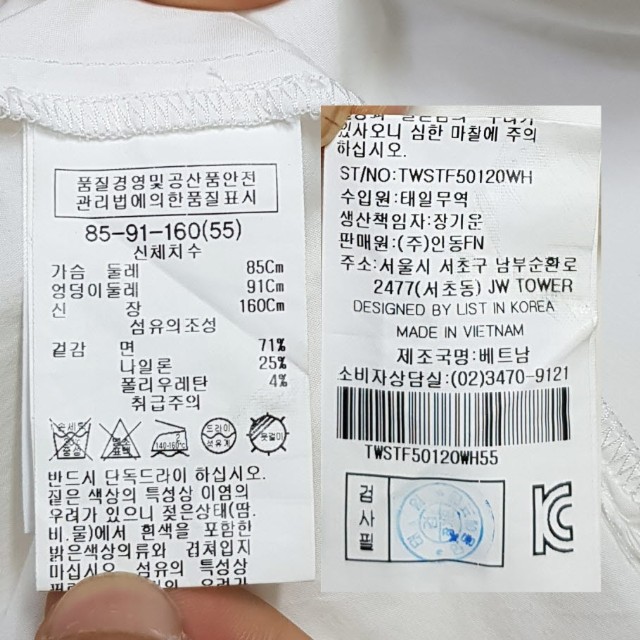 품질경영및공산품안전
관리법에의한품질표시
85-91-160(55)
신체치수
가슴 둘레 85Cm
엉덩이둘레 91Cm
신 장 160Cm
섬유의조성
겉감 면 71%
나일론 25%
폴리우레탄 4%
취급주의
손세탁
표백
140-160℃
드라이
물짤이
반드시 단독드라이 하십시오.
짙은 색상의 특성상 이염의
우려가 있으니 젖은상태(땀.
비.물)에서 흰색을 포함한
밝은색상의류와 겹쳐입지
마십시오 섬유의 특성상
우려가
있사오니 심한 마찰에 주의
하십시오.
ST/NO:TWSTF50120WH
수입원:태일무역
생산책임자:장기운
판매원:(주)인동FN
주소:서울시 서초구 남부순환로
2477(서초동) JW TOWER
DESIGNED BY LIST IN KOREA
MADE IN VIETNAM
제조국명:베트남
소비자상담실:(02)3470-9121
TWSTF50120WH55
검사필